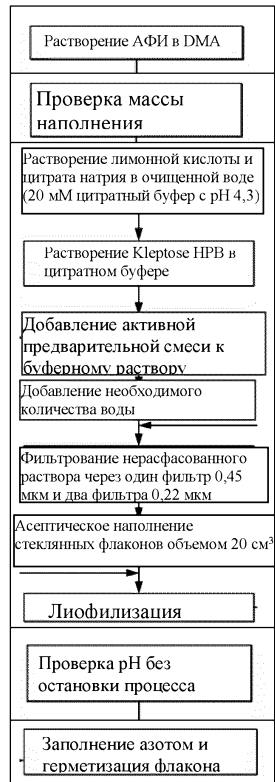 Растворение АФИ в DMA
Проверка массы
наполнения
Растворение лимонной кислоты и
цитрата натрия в очищенной воде
(20 мМ цитратный буфер с pH 4,3)
Растворение Kleptose HPB в
цитратном буфере
Добавление активной
предварительной смеси к
буферному раствору
Добавление необходимого
количества воды
Фильтрование нерасфасованного
раствора через один фильтр 0,45
мкм и два фильтра 0,22 мкм
Асептическое наполнение
стеклянных флаконов объемом 20 см³
Лиофилизация
Проверка pH без
остановки процесса
Заполнение азотом и
герметизация флакона